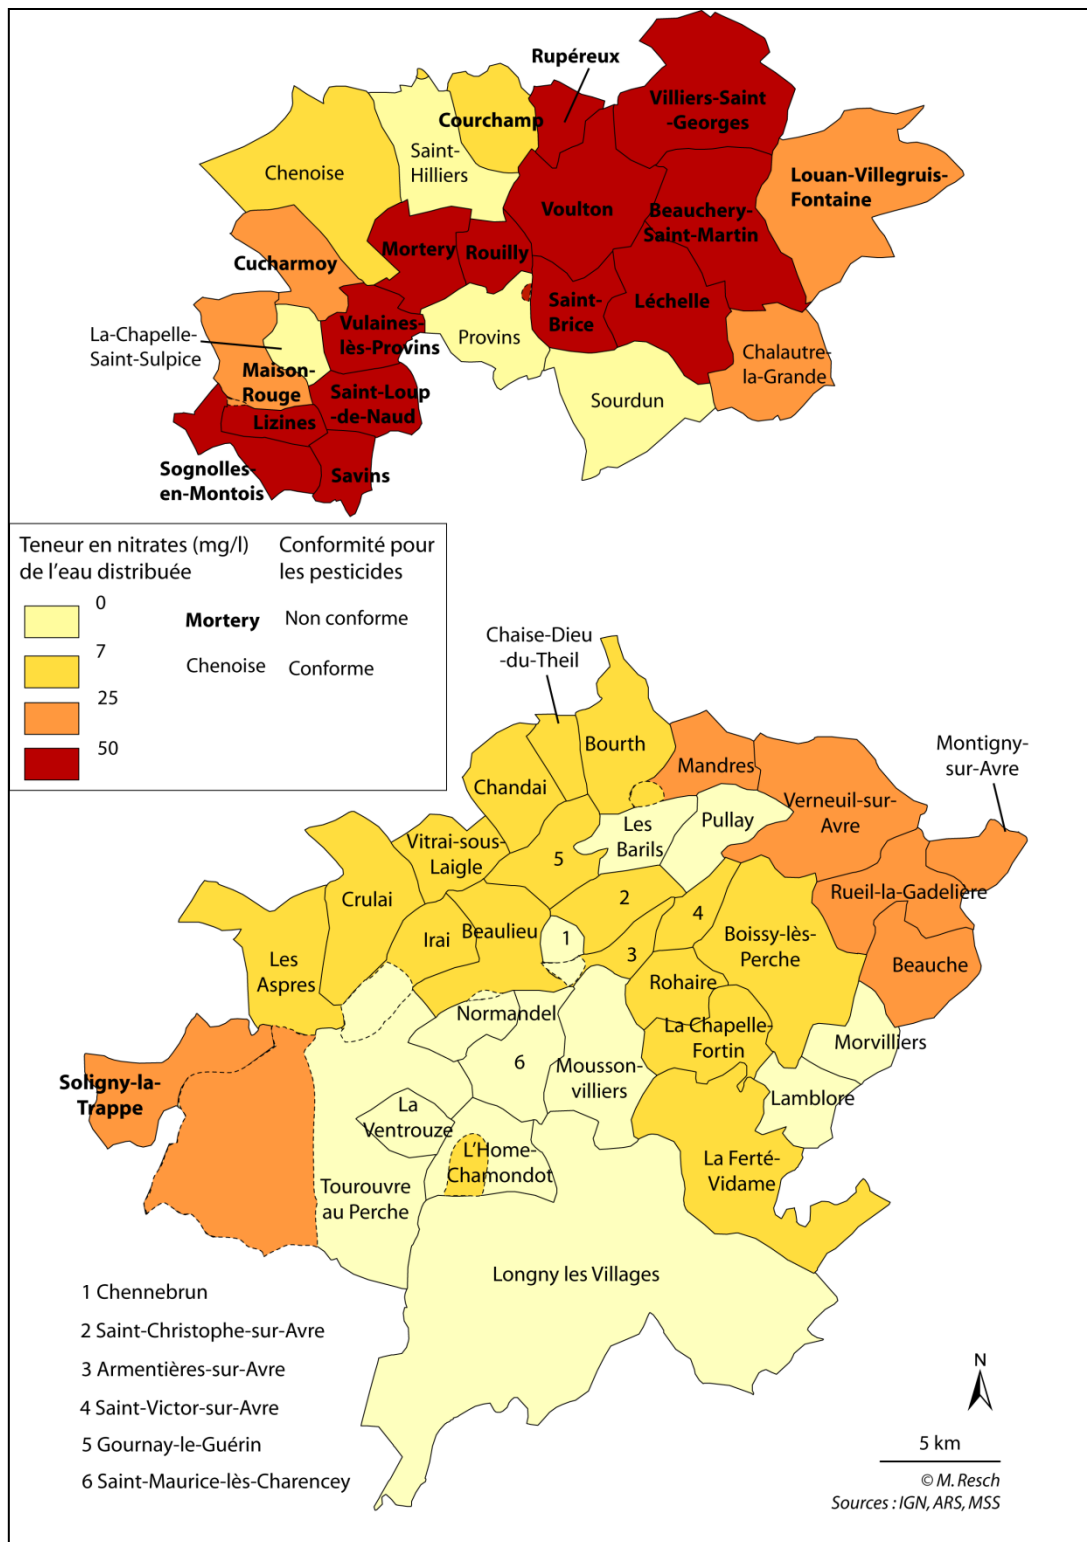 Rupéreux
Villiers-Saint
-Georges
Courchamp
Saint-
Hilliers
Chenoise
Louan-Villegruis-
Fontaine
Voulton
Beauchery-
Saint-Martin
Mortery
Rouilly
Cucharmoy
Saint-
Brice
Léchelle
Vulaines-
lès-Provins
La-Chapelle-
Saint-Sulpice
Provins
Chalautre-
la-Grande
Maison-
Rouge
Saint-Loup
-de-Naud
Sourdun
Lizines
Sognolles-
en-Montois
Savins
Teneur en nitrates (mg/l)
de l'eau distribuée
Conformité pour
les pesticides
0
7
25
50
Mortery
Non conforme
Chenoise
Conforme
Chaise-Dieu
-du-Theil
Bourth
Mandres
Montigny-
sur-Avre
Chandai
Verneuil-sur-
Avre
Les
Barils
Pullay
Vitrai-sous-
Laigle
5
Crulai
2
Rueil-la-Gadelière
4
Irai
Beaulieu
1
3
Boissy-lès-
Perche
Les
Aspres
Beauche
Rohaire
Normandel
La Chapelle-
Fortin
Morvilliers
6
Mousson-
villiers
Soligny-la-
Trappe
Lamblore
La
Ventrouze
L'Home-
Chamondot
La Ferté-
Vidame
Tourouvre
au Perche
Longny les Villages
1 Chennebrun
2 Saint-Christophe-sur-Avre
3 Armentières-sur-Avre
4 Saint-Victor-sur-Avre
5 Gournay-le-Guérin
6 Saint-Maurice-lès-Charencey
N
5 km
© M. Resch
Sources : IGN, ARS, MSS